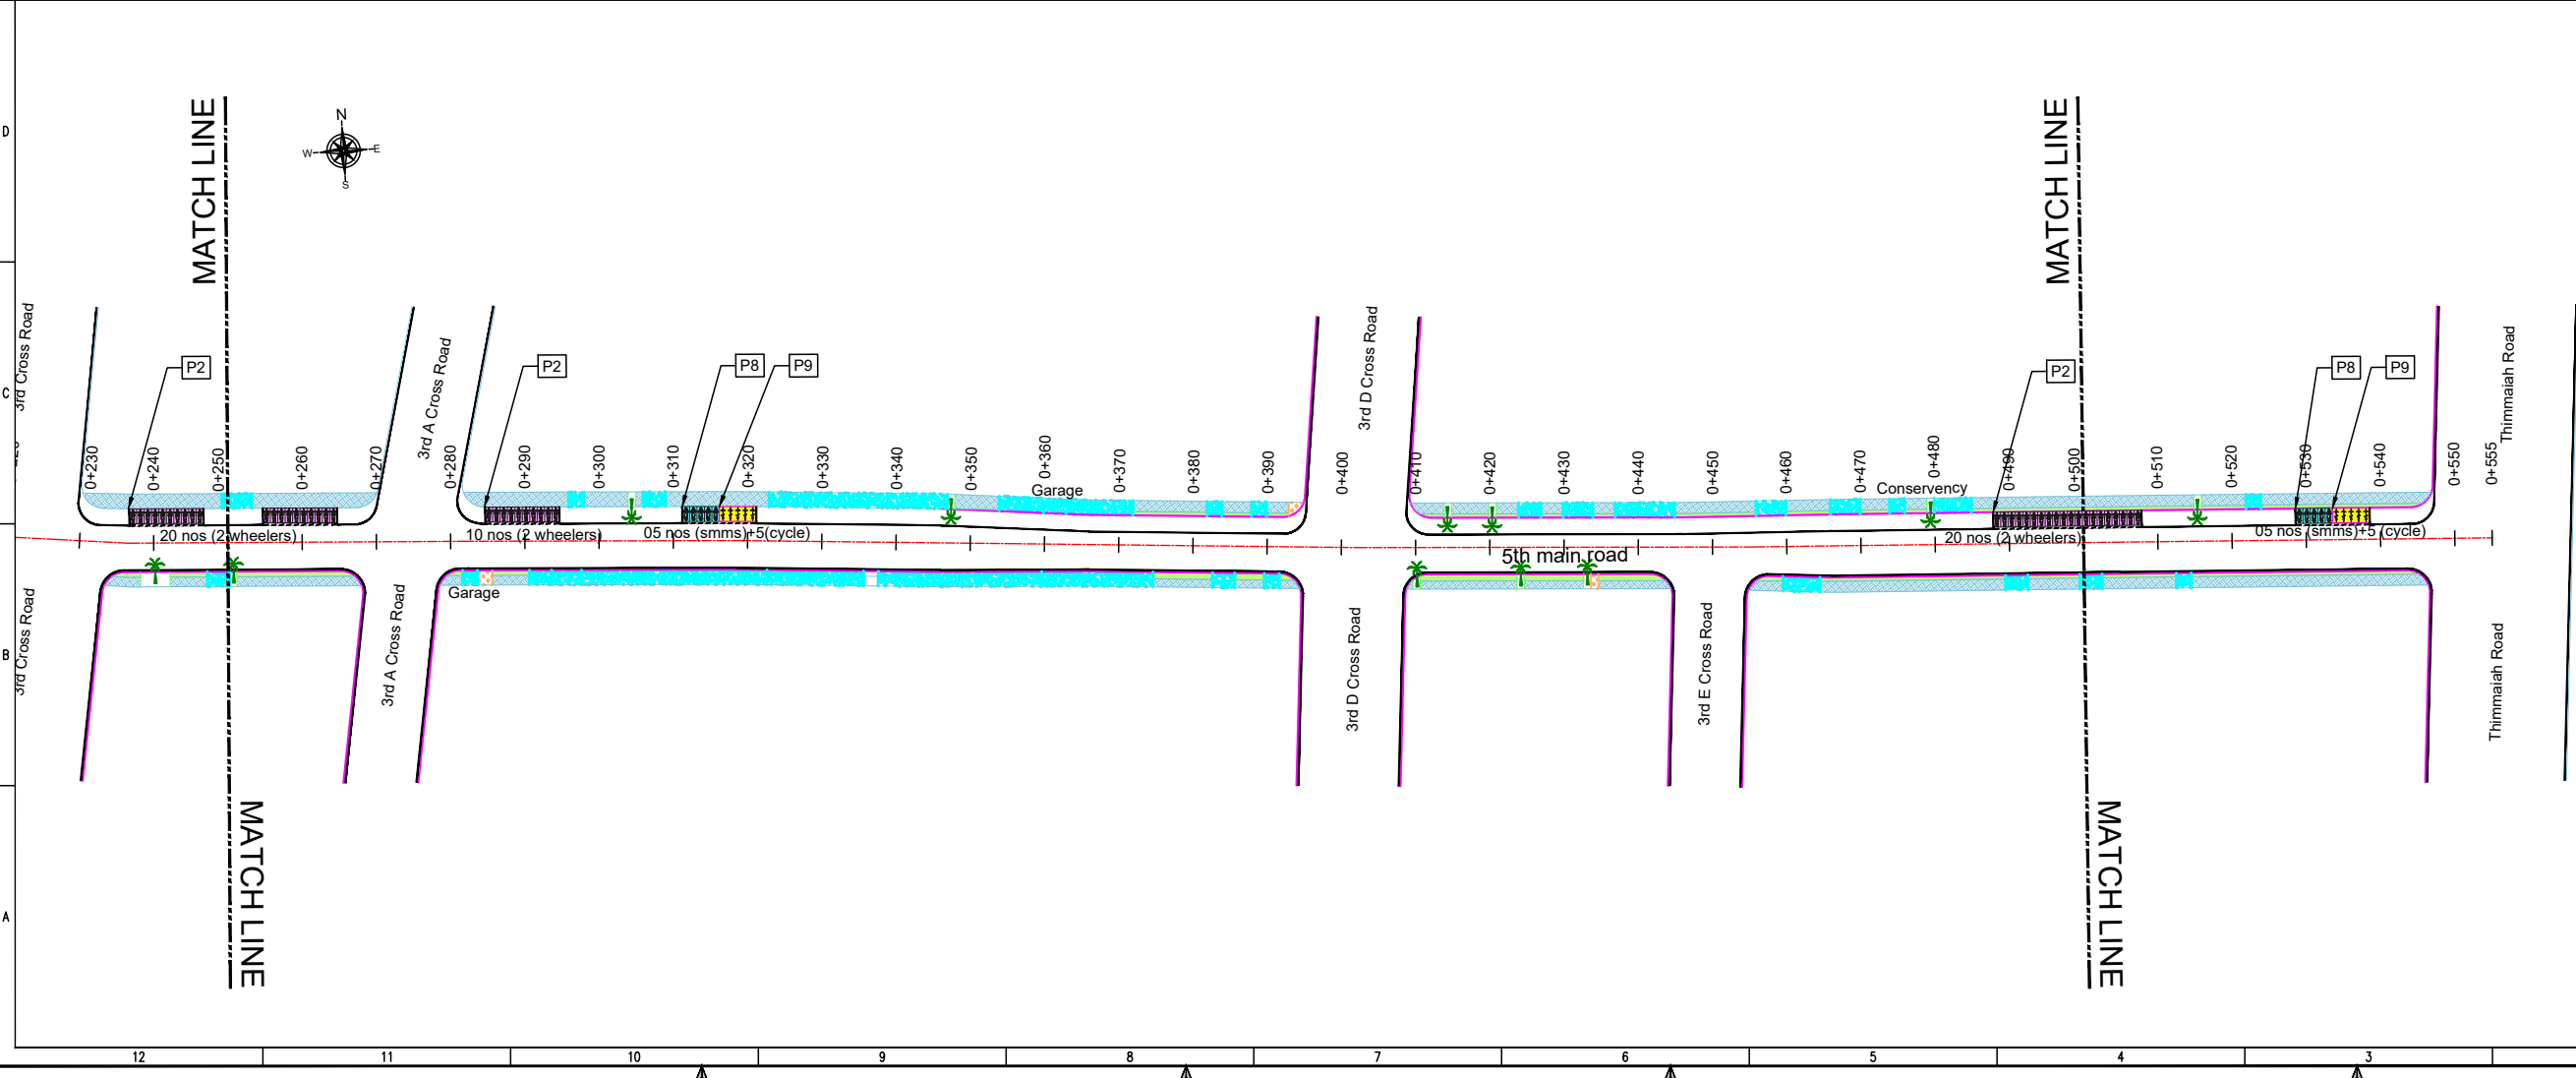 MATCH LINE
MATCH LINE
N
W
E
S
D
C
B
A
3rd Cross Road
3rd A Cross Road
3rd D Cross Road
Thimmaiah Road
P2
P2
P8
P9
P2
P8
P9
0+230
0+240
0+250
0+260
0+270
0+280
0+290
0+300
0+310
0+320
0+330
0+340
0+350
0+360
0+370
0+380
0+390
0+400
0+410
0+420
0+430
0+440
0+450
0+460
0+470
0+480
0+490
0+500
0+510
0+520
0+530
0+540
0+550
0+555
Garage
Conservency
20 nos (2 wheelers)
10 nos (2 wheelers)
05 nos (smms)+5(cycle)
20 nos (2 wheelers)
05 nos (smms)+5 (cycle)
5th main road
Garage
3rd Cross Road
3rd A Cross Road
3rd D Cross Road
3rd E Cross Road
Thimmaiah Road
MATCH LINE
MATCH LINE
12
11
10
9
8
7
6
5
4
3